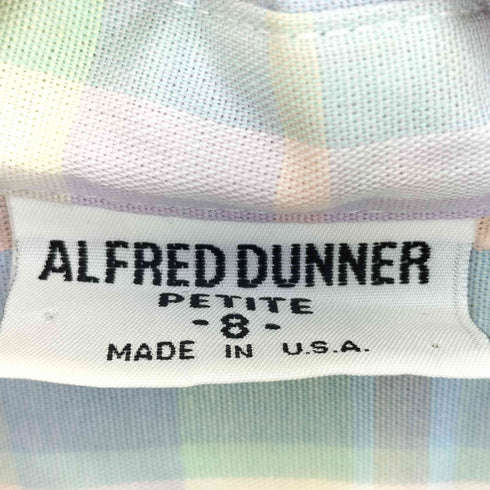 ALFRED DUNNER
PETITE
-8-
MADE IN U.S.A.